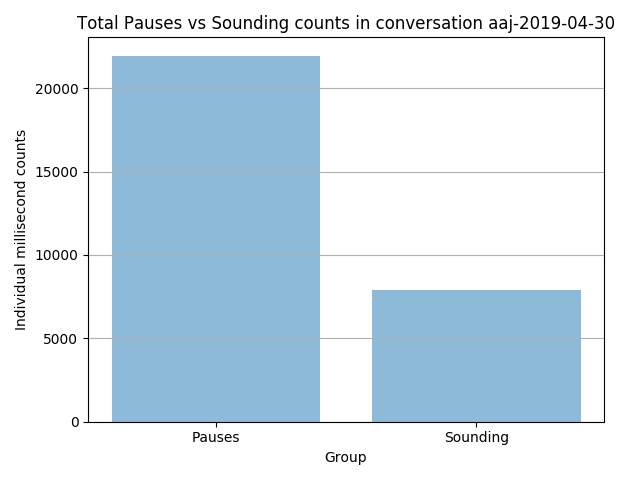 Total Pauses vs Sounding counts in conversation aaj-2019-04-30
Individual millisecond counts
20000
15000
10000
5000
0
Pauses Sounding
Group